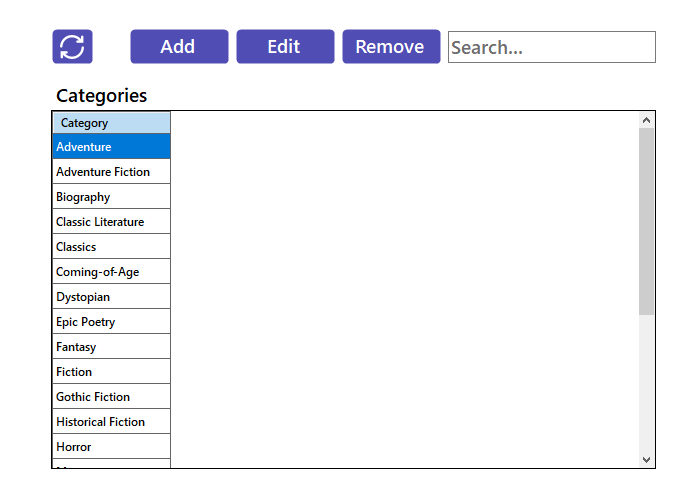 Add Edit Remove Search...
Categories
Category
Adventure
Adventure Fiction
Biography
Classic Literature
Classics
Coming-of-Age
Dystopian
Epic Poetry
Fantasy
Fiction
Gothic Fiction
Historical Fiction
Horror